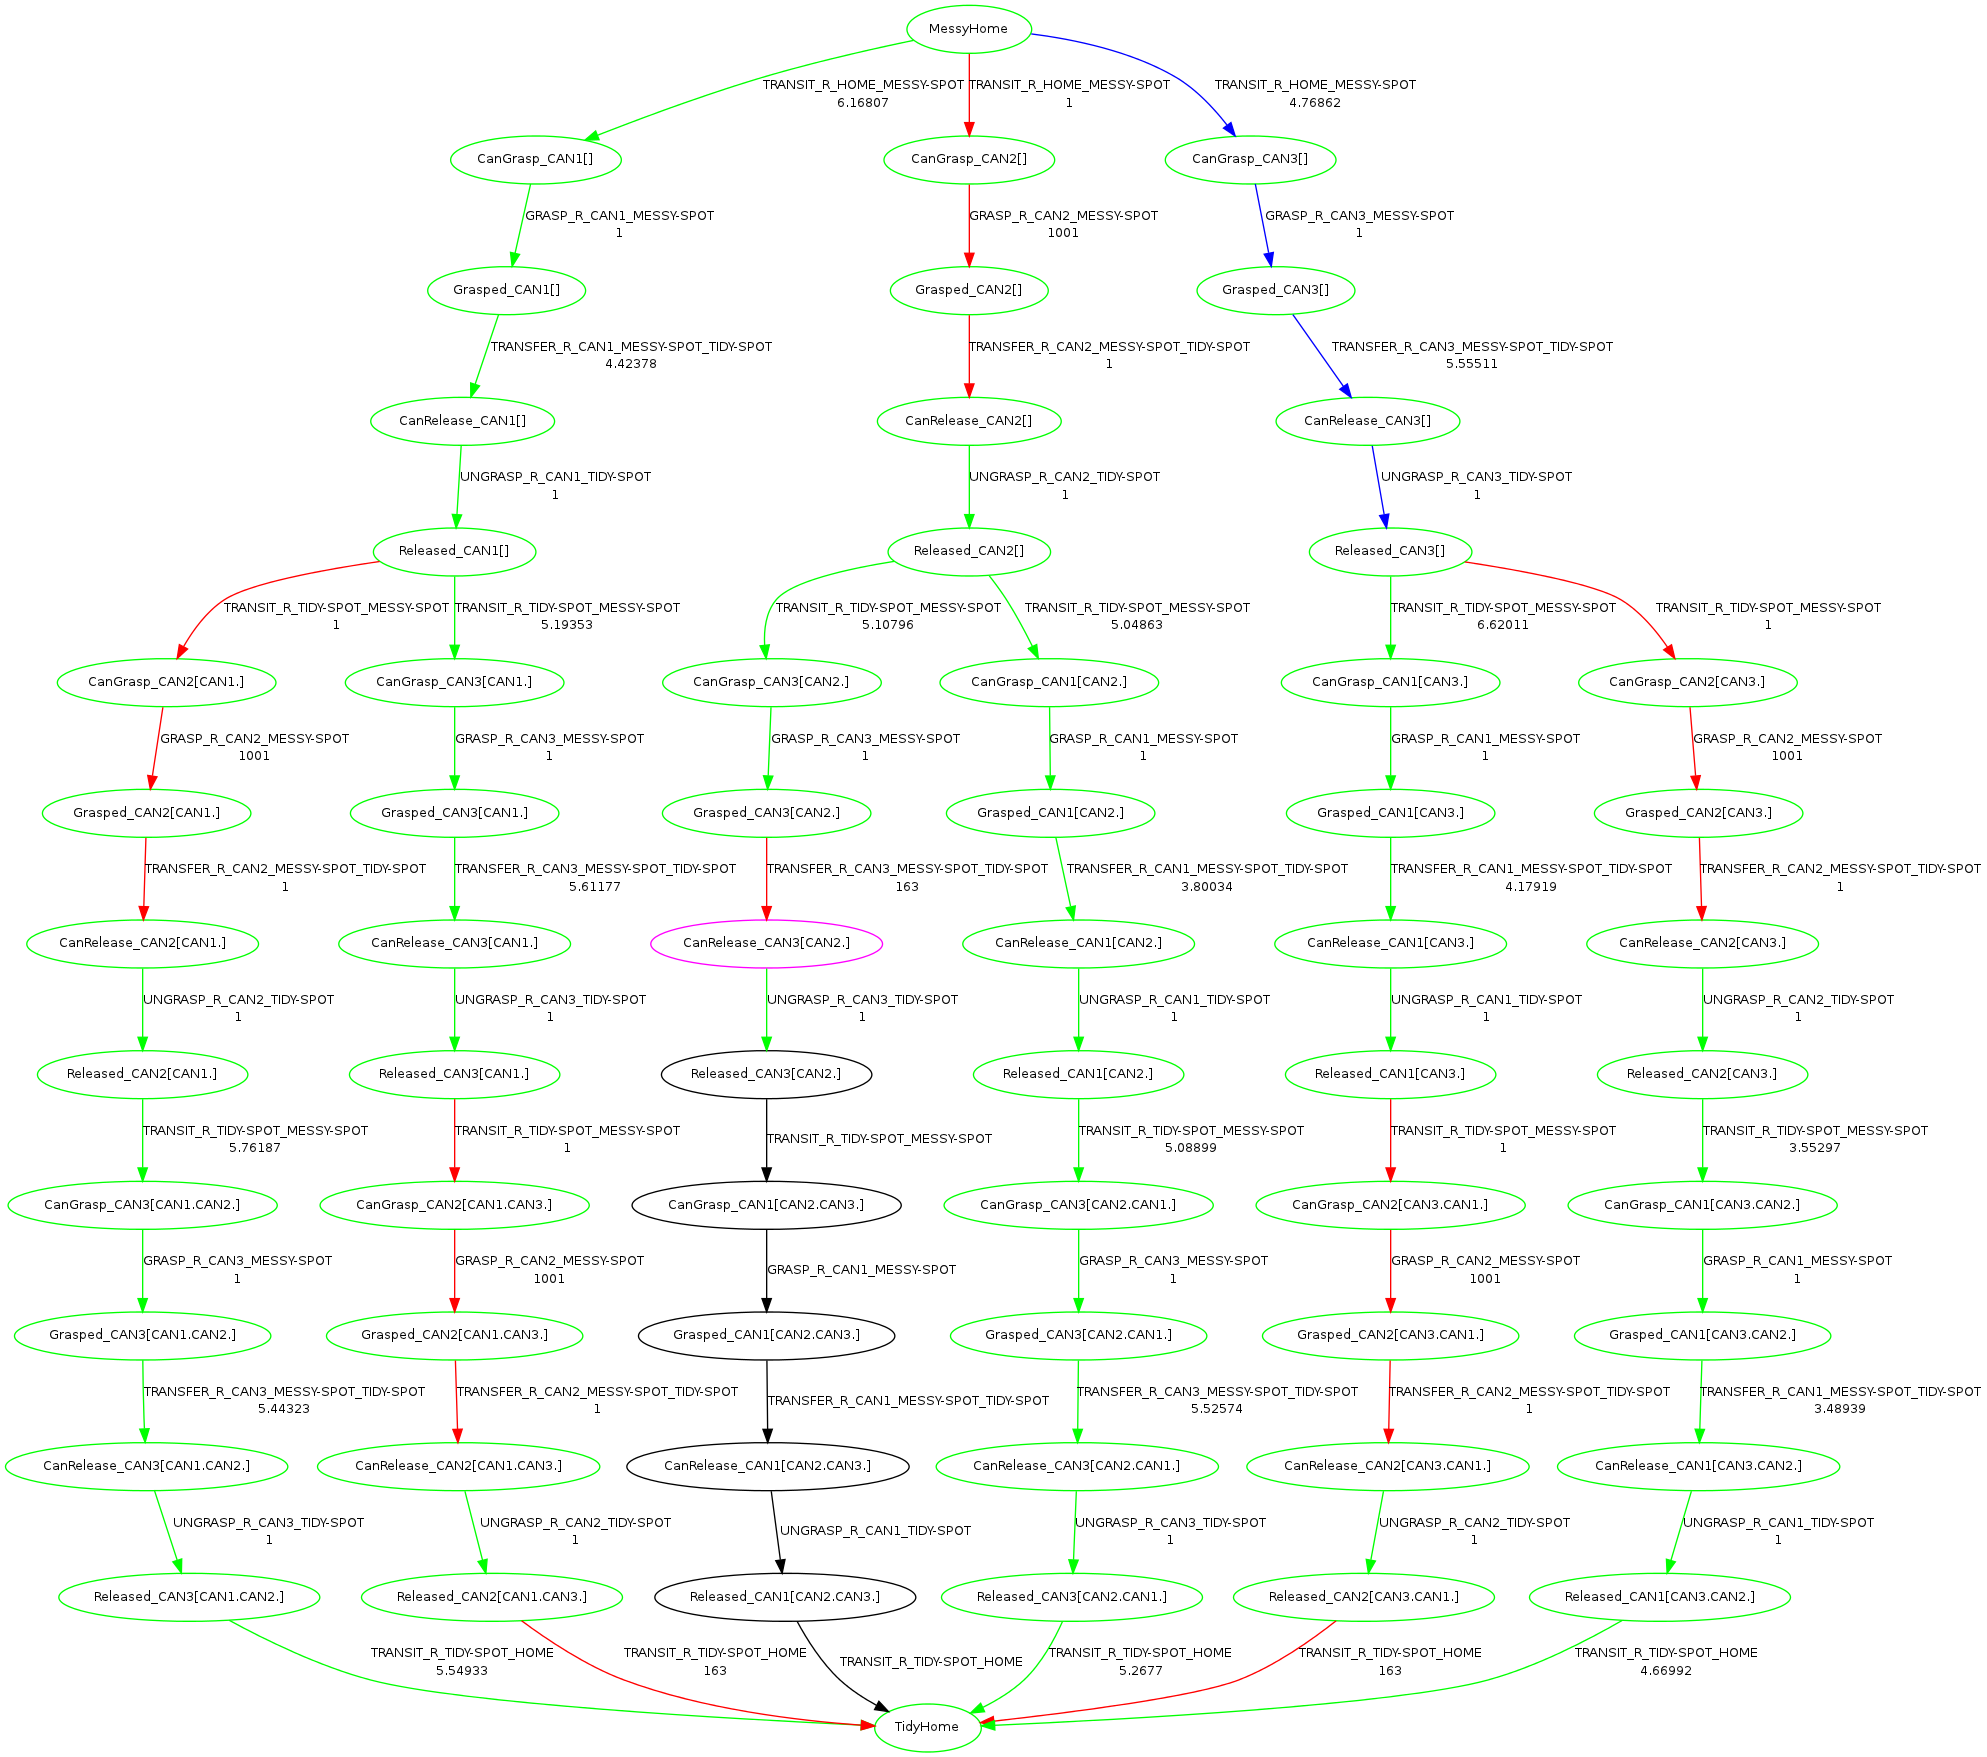 MessyHome
TRANSIT_R_HOME_MESSY-SPOT
6.16807
TRANSIT_R_HOME_MESSY-SPOT
1
TRANSIT_R_HOME_MESSY-SPOT
4.76862
CanGrasp_CAN1[]
CanGrasp_CAN2[]
CanGrasp_CAN3[]
GRASP_R_CAN1_MESSY-SPOT
1
GRASP_R_CAN2_MESSY-SPOT
1001
GRASP_R_CAN3_MESSY-SPOT
1
Grasped_CAN1[]
Grasped_CAN2[]
Grasped_CAN3[]
TRANSFER_R_CAN1_MESSY-SPOT_TIDY-SPOT
4.42378
TRANSFER_R_CAN2_MESSY-SPOT_TIDY-SPOT
1
TRANSFER_R_CAN3_MESSY-SPOT_TIDY-SPOT
5.55511
CanRelease_CAN1[]
CanRelease_CAN2[]
CanRelease_CAN3[]
UNGRASP_R_CAN1_TIDY-SPOT
1
UNGRASP_R_CAN2_TIDY-SPOT
1
UNGRASP_R_CAN3_TIDY-SPOT
1
Released_CAN1[]
Released_CAN2[]
Released_CAN3[]
TRANSIT_R_TIDY-SPOT_MESSY-SPOT
1
TRANSIT_R_TIDY-SPOT_MESSY-SPOT
5.19353
TRANSIT_R_TIDY-SPOT_MESSY-SPOT
5.10796
TRANSIT_R_TIDY-SPOT_MESSY-SPOT
5.04863
TRANSIT_R_TIDY-SPOT_MESSY-SPOT
6.62011
TRANSIT_R_TIDY-SPOT_MESSY-SPOT
1
CanGrasp_CAN2[CAN1.]
CanGrasp_CAN3[CAN1.]
CanGrasp_CAN3[CAN2.]
CanGrasp_CAN1[CAN2.]
CanGrasp_CAN1[CAN3.]
CanGrasp_CAN2[CAN3.]
GRASP_R_CAN2_MESSY-SPOT
1001
GRASP_R_CAN3_MESSY-SPOT
1
GRASP_R_CAN3_MESSY-SPOT
1
GRASP_R_CAN1_MESSY-SPOT
1
GRASP_R_CAN1_MESSY-SPOT
1
GRASP_R_CAN2_MESSY-SPOT
1001
Grasped_CAN2[CAN1.]
Grasped_CAN3[CAN1.]
Grasped_CAN3[CAN2.]
Grasped_CAN1[CAN2.]
Grasped_CAN1[CAN3.]
Grasped_CAN2[CAN3.]
TRANSFER_R_CAN2_MESSY-SPOT_TIDY-SPOT
1
TRANSFER_R_CAN3_MESSY-SPOT_TIDY-SPOT
5.61177
TRANSFER_R_CAN3_MESSY-SPOT_TIDY-SPOT
163
TRANSFER_R_CAN1_MESSY-SPOT_TIDY-SPOT
3.80034
TRANSFER_R_CAN1_MESSY-SPOT_TIDY-SPOT
4.17919
TRANSFER_R_CAN2_MESSY-SPOT_TIDY-SPOT
1
CanRelease_CAN2[CAN1.]
CanRelease_CAN3[CAN1.]
CanRelease_CAN3[CAN2.]
CanRelease_CAN1[CAN2.]
CanRelease_CAN1[CAN3.]
CanRelease_CAN2[CAN3.]
UNGRASP_R_CAN2_TIDY-SPOT
1
UNGRASP_R_CAN3_TIDY-SPOT
1
UNGRASP_R_CAN3_TIDY-SPOT
1
UNGRASP_R_CAN1_TIDY-SPOT
1
UNGRASP_R_CAN1_TIDY-SPOT
1
UNGRASP_R_CAN2_TIDY-SPOT
1
Released_CAN2[CAN1.]
Released_CAN3[CAN1.]
Released_CAN3[CAN2.]
Released_CAN1[CAN2.]
Released_CAN1[CAN3.]
Released_CAN2[CAN3.]
TRANSIT_R_TIDY-SPOT_MESSY-SPOT
5.76187
TRANSIT_R_TIDY-SPOT_MESSY-SPOT
1
TRANSIT_R_TIDY-SPOT_MESSY-SPOT
TRANSIT_R_TIDY-SPOT_MESSY-SPOT
5.08899
TRANSIT_R_TIDY-SPOT_MESSY-SPOT
1
TRANSIT_R_TIDY-SPOT_MESSY-SPOT
3.55297
CanGrasp_CAN3[CAN1.CAN2.]
CanGrasp_CAN2[CAN1.CAN3.]
CanGrasp_CAN1[CAN2.CAN3.]
CanGrasp_CAN3[CAN2.CAN1.]
CanGrasp_CAN2[CAN3.CAN1.]
CanGrasp_CAN1[CAN3.CAN2.]
GRASP_R_CAN3_MESSY-SPOT
1
GRASP_R_CAN2_MESSY-SPOT
1001
GRASP_R_CAN1_MESSY-SPOT
GRASP_R_CAN3_MESSY-SPOT
1
GRASP_R_CAN2_MESSY-SPOT
1001
GRASP_R_CAN1_MESSY-SPOT
1
Grasped_CAN3[CAN1.CAN2.]
Grasped_CAN2[CAN1.CAN3.]
Grasped_CAN1[CAN2.CAN3.]
Grasped_CAN3[CAN2.CAN1.]
Grasped_CAN2[CAN3.CAN1.]
Grasped_CAN1[CAN3.CAN2.]
TRANSFER_R_CAN3_MESSY-SPOT_TIDY-SPOT
5.44323
TRANSFER_R_CAN2_MESSY-SPOT_TIDY-SPOT
1
TRANSFER_R_CAN1_MESSY-SPOT_TIDY-SPOT
TRANSFER_R_CAN3_MESSY-SPOT_TIDY-SPOT
5.52574
TRANSFER_R_CAN2_MESSY-SPOT_TIDY-SPOT
1
TRANSFER_R_CAN1_MESSY-SPOT_TIDY-SPOT
3.48939
CanRelease_CAN3[CAN1.CAN2.]
CanRelease_CAN2[CAN1.CAN3.]
CanRelease_CAN1[CAN2.CAN3.]
CanRelease_CAN3[CAN2.CAN1.]
CanRelease_CAN2[CAN3.CAN1.]
CanRelease_CAN1[CAN3.CAN2.]
UNGRASP_R_CAN3_TIDY-SPOT
1
UNGRASP_R_CAN2_TIDY-SPOT
1
UNGRASP_R_CAN1_TIDY-SPOT
UNGRASP_R_CAN3_TIDY-SPOT
1
UNGRASP_R_CAN2_TIDY-SPOT
1
UNGRASP_R_CAN1_TIDY-SPOT
1
Released_CAN3[CAN1.CAN2.]
Released_CAN2[CAN1.CAN3.]
Released_CAN1[CAN2.CAN3.]
Released_CAN3[CAN2.CAN1.]
Released_CAN2[CAN3.CAN1.]
Released_CAN1[CAN3.CAN2.]
TRANSIT_R_TIDY-SPOT_HOME
5.54933
TRANSIT_R_TIDY-SPOT_HOME
163
TRANSIT_R_TIDY-SPOT_HOME
TRANSIT_R_TIDY-SPOT_HOME
5.2677
TRANSIT_R_TIDY-SPOT_HOME
163
TRANSIT_R_TIDY-SPOT_HOME
4.66992
TidyHome